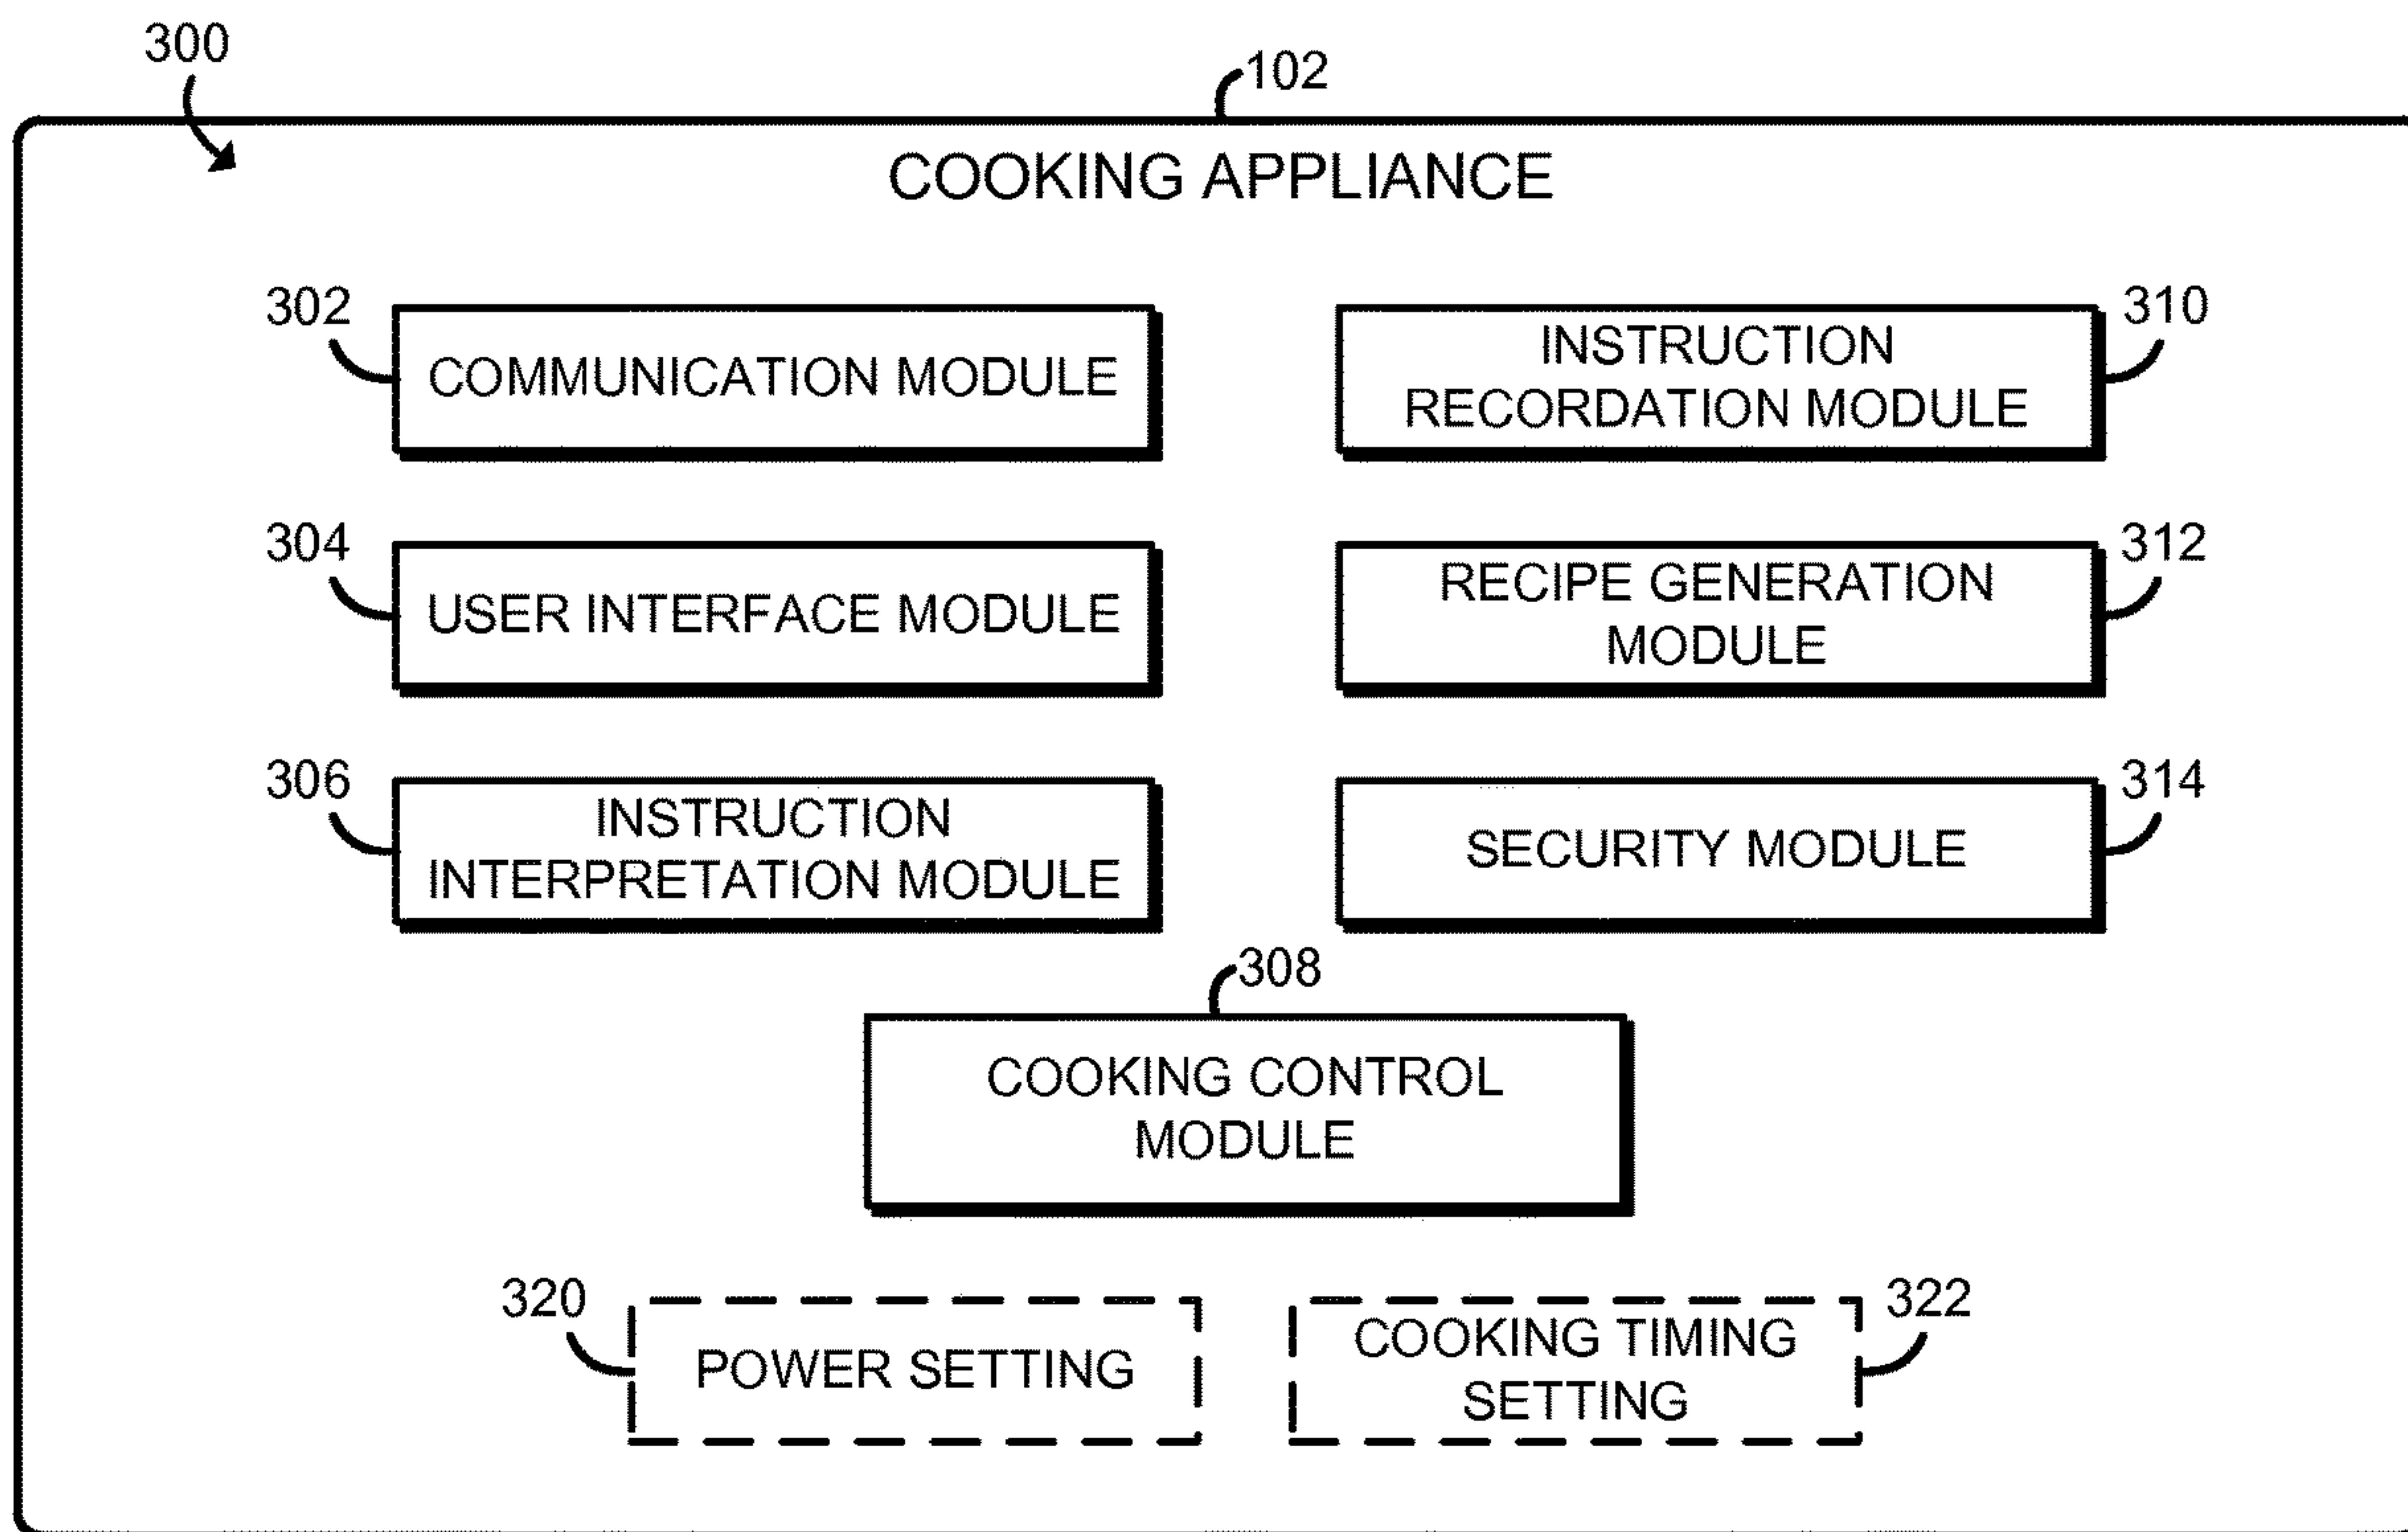 300
102
COOKING APPLIANCE
302
COMMUNICATION MODULE
310
INSTRUCTION
RECORDATION MODULE
304
USER INTERFACE MODULE
312
RECIPE GENERATION
MODULE
306
INSTRUCTION
INTERPRETATION MODULE
314
SECURITY MODULE
308
COOKING CONTROL
MODULE
320
POWER SETTING
322
COOKING TIMING
SETTING